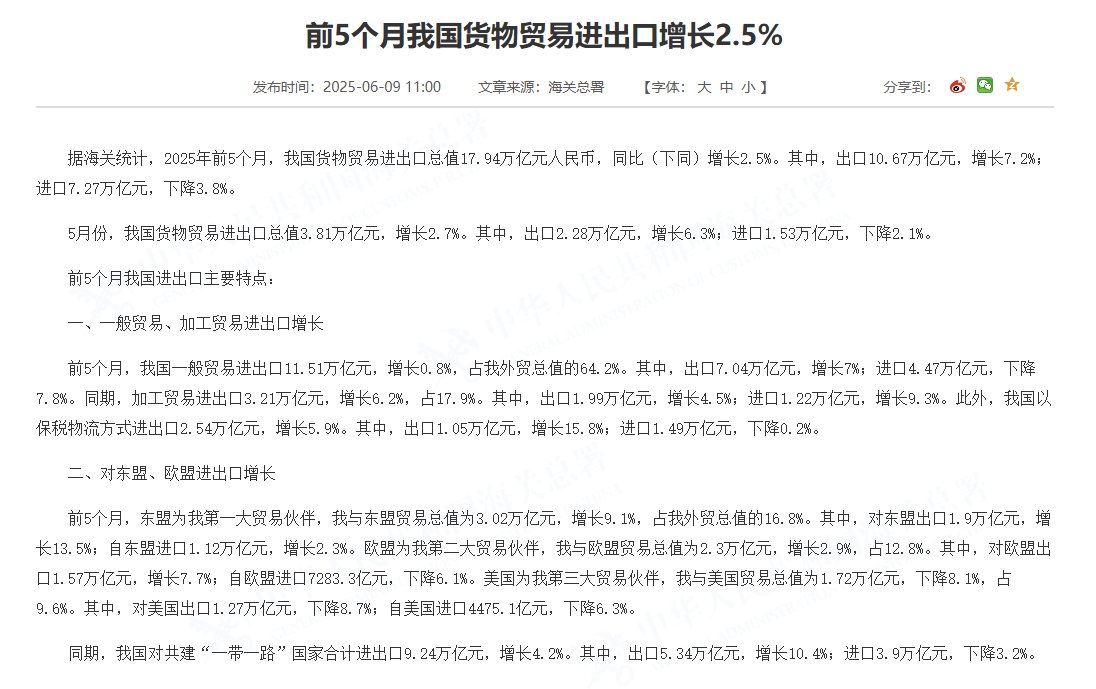 前5个月我国货物贸易进出口增长2.5%
发布时间：2025-06-09 11:00 文章来源：海关总署 【字体： 大 中 小 】 分享到：
据海关统计，2025年前5个月，我国货物贸易进出口总值17.94万亿元人民币，同比（下同）增长2.5%。其中，出口10.67万亿元，增长7.2%；
进口7.27万亿元，下降3.8%。
5月份，我国货物贸易进出口总值3.81万亿元，增长2.7%。其中，出口2.28万亿元，增长6.3%；进口1.53万亿元，下降2.1%。
前5个月我国进出口主要特点：
一、一般贸易、加工贸易进出口增长
前5个月，我国一般贸易进出口11.51万亿元，增长0.8%，占我外贸总值的64.2%。其中，出口7.04万亿元，增长7%；进口4.47万亿元，下降
7.8%。同期，加工贸易进出口3.21万亿元，增长6.2%，占17.9%。其中，出口1.99万亿元，增长4.5%；进口1.22万亿元，增长9.3%。此外，我国以
保税物流方式进出口2.54万亿元，增长5.9%。其中，出口1.05万亿元，增长15.8%；进口1.49万亿元，下降0.2%。
二、对东盟、欧盟进出口增长
前5个月，东盟为我第一大贸易伙伴，我与东盟贸易总值为3.02万亿元，增长9.1%，占我外贸总值的16.8%。其中，对东盟出口1.9万亿元，增
长13.5%；自东盟进口1.12万亿元，增长2.3%。欧盟为我第二大贸易伙伴，我与欧盟贸易总值为2.3万亿元，增长2.9%，占12.8%。其中，对欧盟出
口1.57万亿元，增长7.7%；自欧盟进口7283.3亿元，下降6.1%。美国为我第三大贸易伙伴，我与美国贸易总值为1.72万亿元，下降8.1%，占
9.6%。其中，对美国出口1.27万亿元，下降8.7%；自美国进口4475.1亿元，下降6.3%。
同期，我国对共建“一带一路”国家合计进出口9.24万亿元，增长4.2%。其中，出口5.34万亿元，增长10.4%；进口3.9万亿元，下降3.2%。